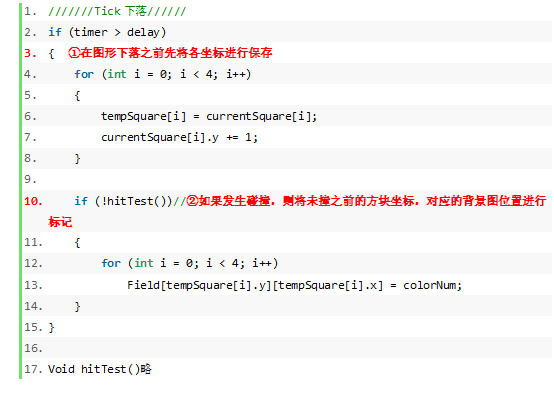 1. ///////Tick 下落//////
2. if (timer > delay)
3. { ①在图形下落之前先将各坐标进行保存
4. for (int i = 0; i < 4; i++)
5. {
6. tempSquare[i] = currentSquare[i];
7. currentSquare[i].y += 1;
8. }
9.
10. if (!hitTest())//②如果发生碰撞，则将未撞之前的方块坐标，对应的背景图位置进行
标记
11. {
12. for (int i = 0; i < 4; i++)
13. Field[tempSquare[i].y][tempSquare[i].x] = colorNum;
14. }
15. }
16.
17. Void hitTest()略